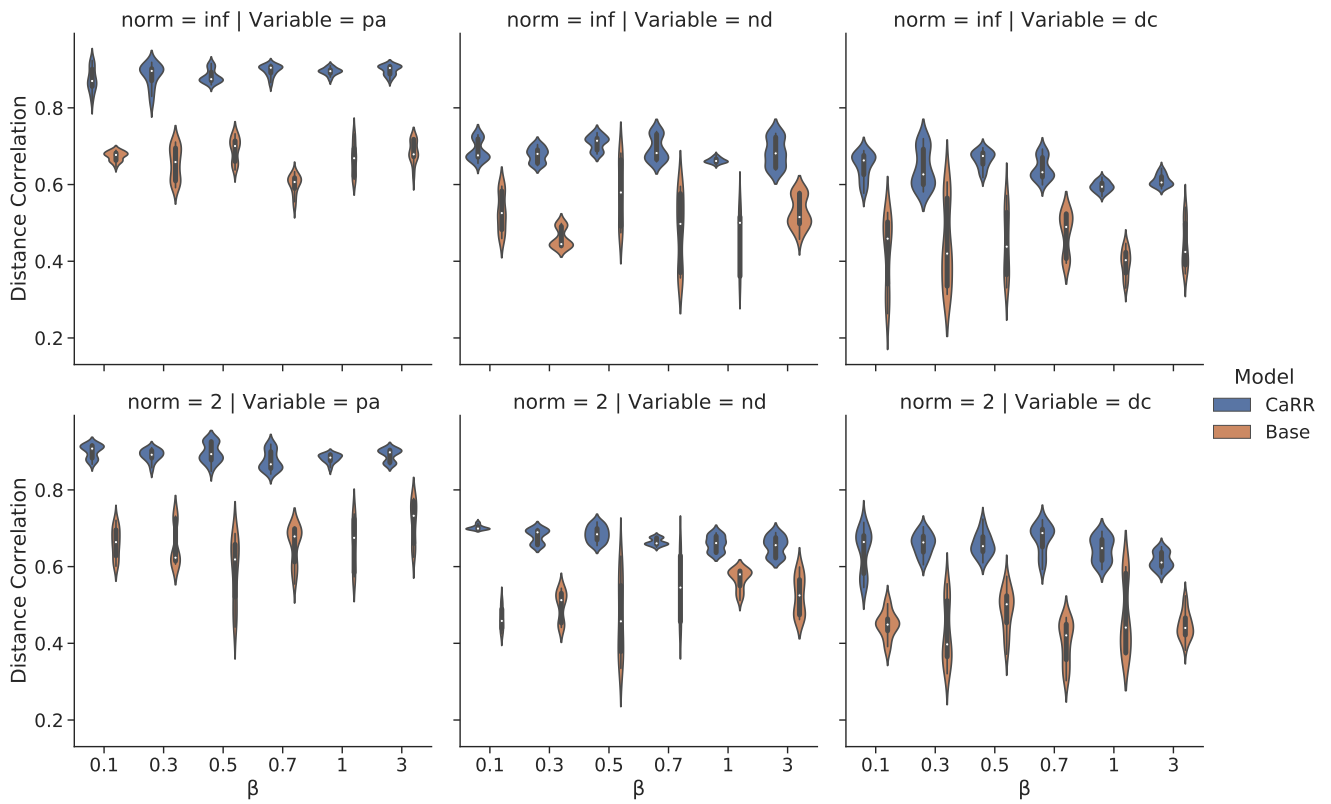 norm = inf | Variable = pa
norm = inf | Variable = nd
norm = inf | Variable = dc
Distance Correlation
0.8
0.6
0.4
0.2
Model
CaRR
Base
norm = 2 | Variable = pa
norm = 2 | Variable = nd
norm = 2 | Variable = dc
Distance Correlation
0.8
0.6
0.4
0.2
0.1 0.3 0.5 0.7 1 3
β
0.1 0.3 0.5 0.7 1 3
β
0.1 0.3 0.5 0.7 1 3
β